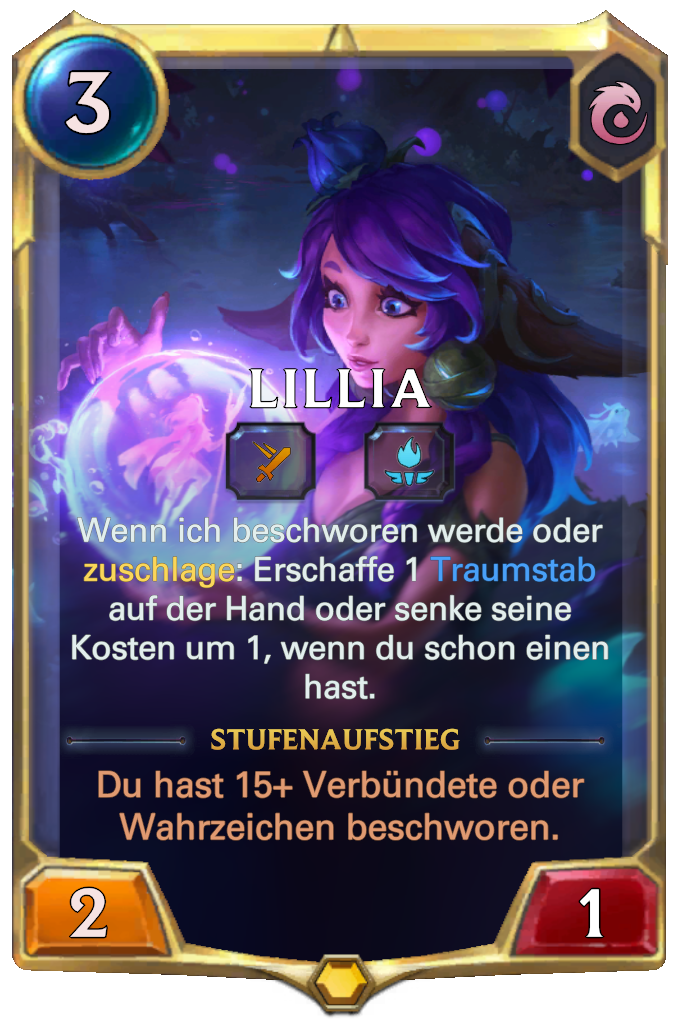 3
LILLIA
Wenn ich beschworen werde oder
zuschlage: Erschaffe 1 Traumstab
auf der Hand oder senke seine
Kosten um 1, wenn du schon einen
hast.
STUFENAUFSTIEG
Du hast 15+ Verbündete oder
Wahrzeichen beschworen.
2
1